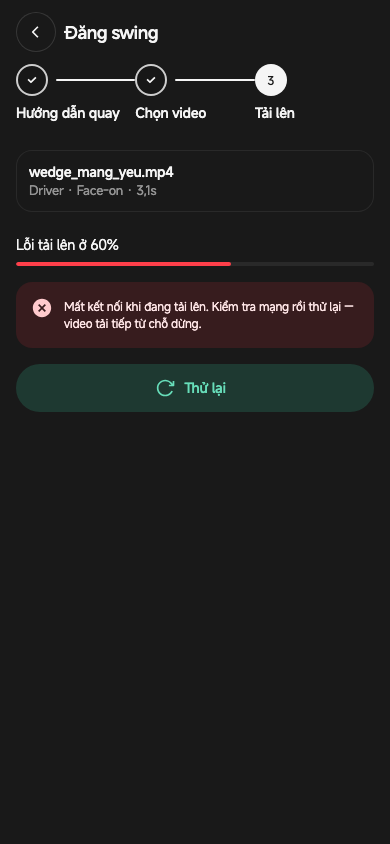 Đăng swing
3
Hướng dẫn quay
Chọn video
Tải lên
wedge_mang_yeu.mp4
Driver · Face-on · 3,1s
Lỗi tải lên ở 60%
Mất kết nối khi đang tải lên. Kiểm tra mạng rồi thử lại —
video tải tiếp từ chỗ dừng.
Thử lại